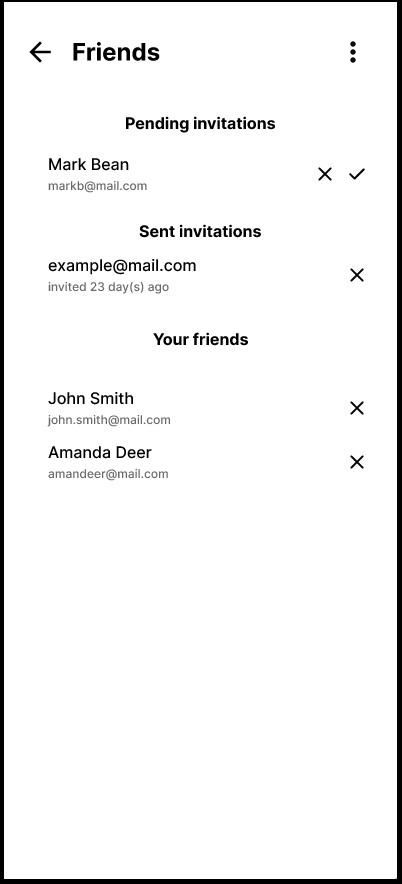 Friends
Pending invitations
Mark Bean
markb@mail.com
Sent invitations
example@mail.com
invited 23 day(s) ago
Your friends
John Smith
john.smith@mail.com
Amanda Deer
amandeer@mail.com